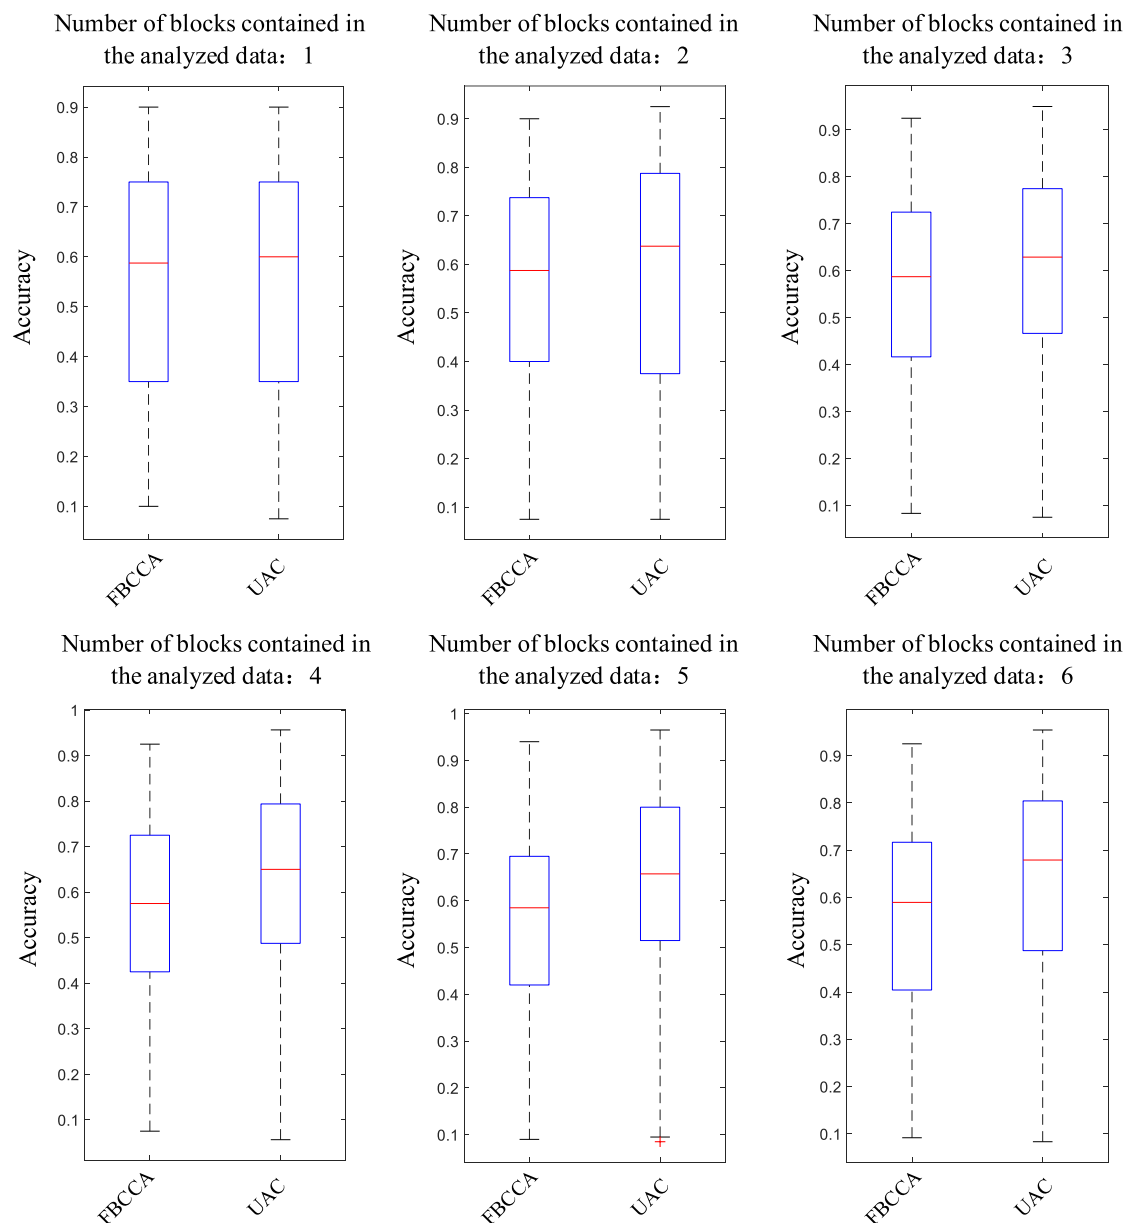 Number of blocks contained in
the analyzed data：1
Number of blocks contained in
the analyzed data：2
Number of blocks contained in
the analyzed data：3
0.9
0.8
0.7
0.6
0.5
0.4
0.3
0.2
0.1
Accuracy
FBCCA
UAC
0.9
0.8
0.7
0.6
0.5
0.4
0.3
0.2
0.1
Accuracy
FBCCA
UAC
0.9
0.8
0.7
0.6
0.5
0.4
0.3
0.2
0.1
Accuracy
FBCCA
UAC
Number of blocks contained in
the analyzed data：4
Number of blocks contained in
the analyzed data：5
Number of blocks contained in
the analyzed data：6
1
0.9
0.8
0.7
0.6
0.5
0.4
0.3
0.2
0.1
Accuracy
FBCCA
UAC
1
0.9
0.8
0.7
0.6
0.5
0.4
0.3
0.2
0.1
Accuracy
FBCCA
UAC
0.9
0.8
0.7
0.6
0.5
0.4
0.3
0.2
0.1
Accuracy
FBCCA
UAC